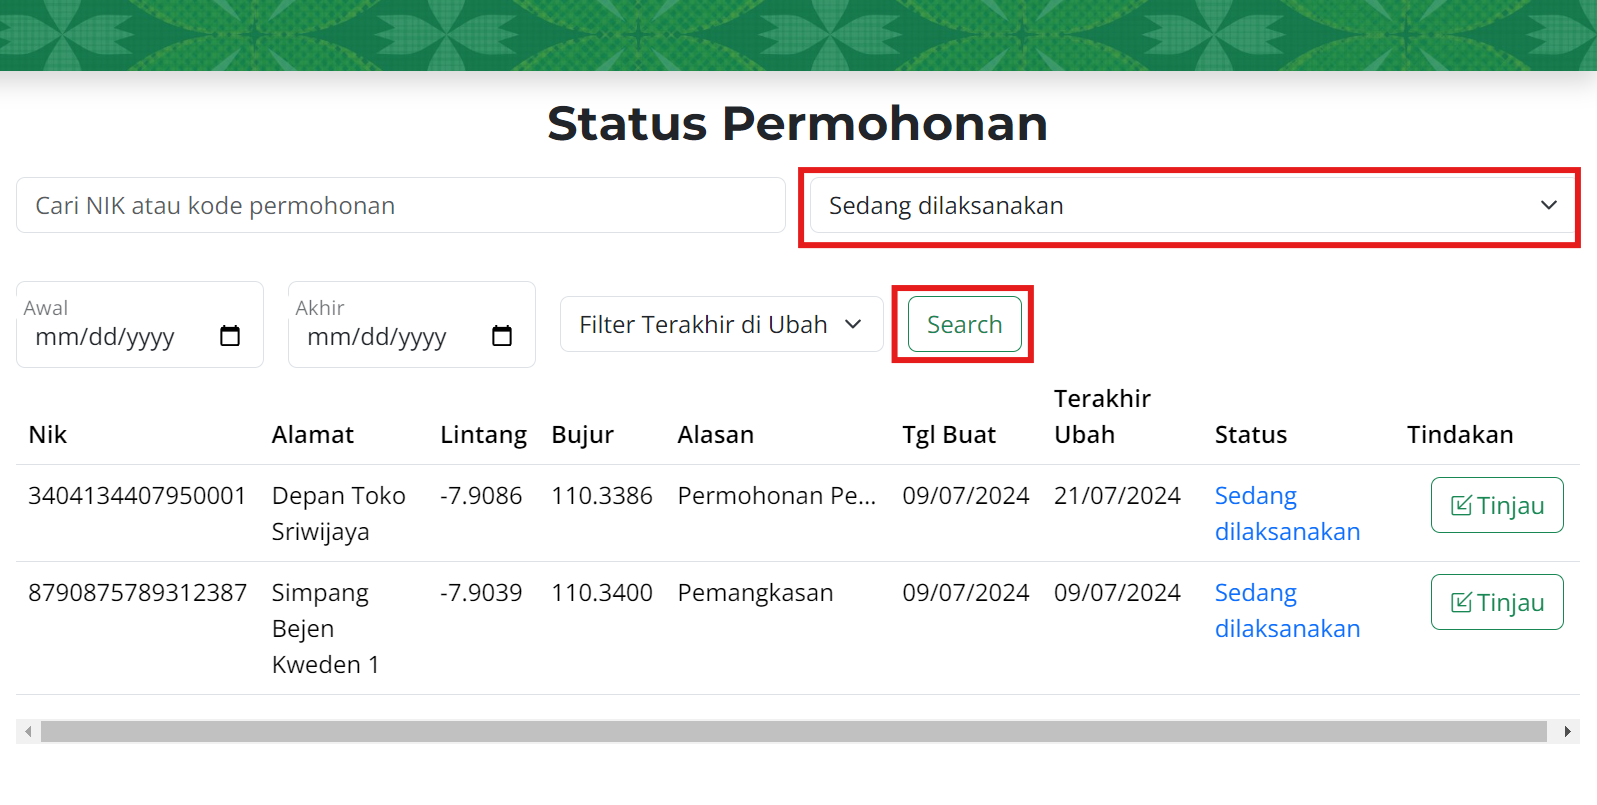 Status Permohonan
Cari NIK atau kode permohonan
Sedang dilaksanakan
Awal
mm/dd/yyyy
Akhir
mm/dd/yyyy
Filter Terakhir di Ubah
Search
Nik
Alamat
Lintang
Bujur
Alasan
Tgl Buat
Terakhir
Ubah
Status
Tindakan
3404134407950001
Depan Toko
Sriwijaya
-7.9086
110.3386
Permohonan Pe...
09/07/2024
21/07/2024
Sedang
dilaksanakan
Tinjau
8790875789312387
Simpang
Bejen
Kweden 1
-7.9039
110.3400
Pemangkasan
09/07/2024
09/07/2024
Sedang
dilaksanakan
Tinjau